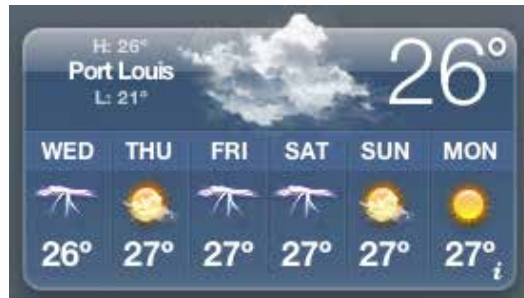 H: 26°
Port Louis
L: 21°
26°
WED THU FRI SAT SUN MON
26° 27° 27° 27° 27° 27°
i